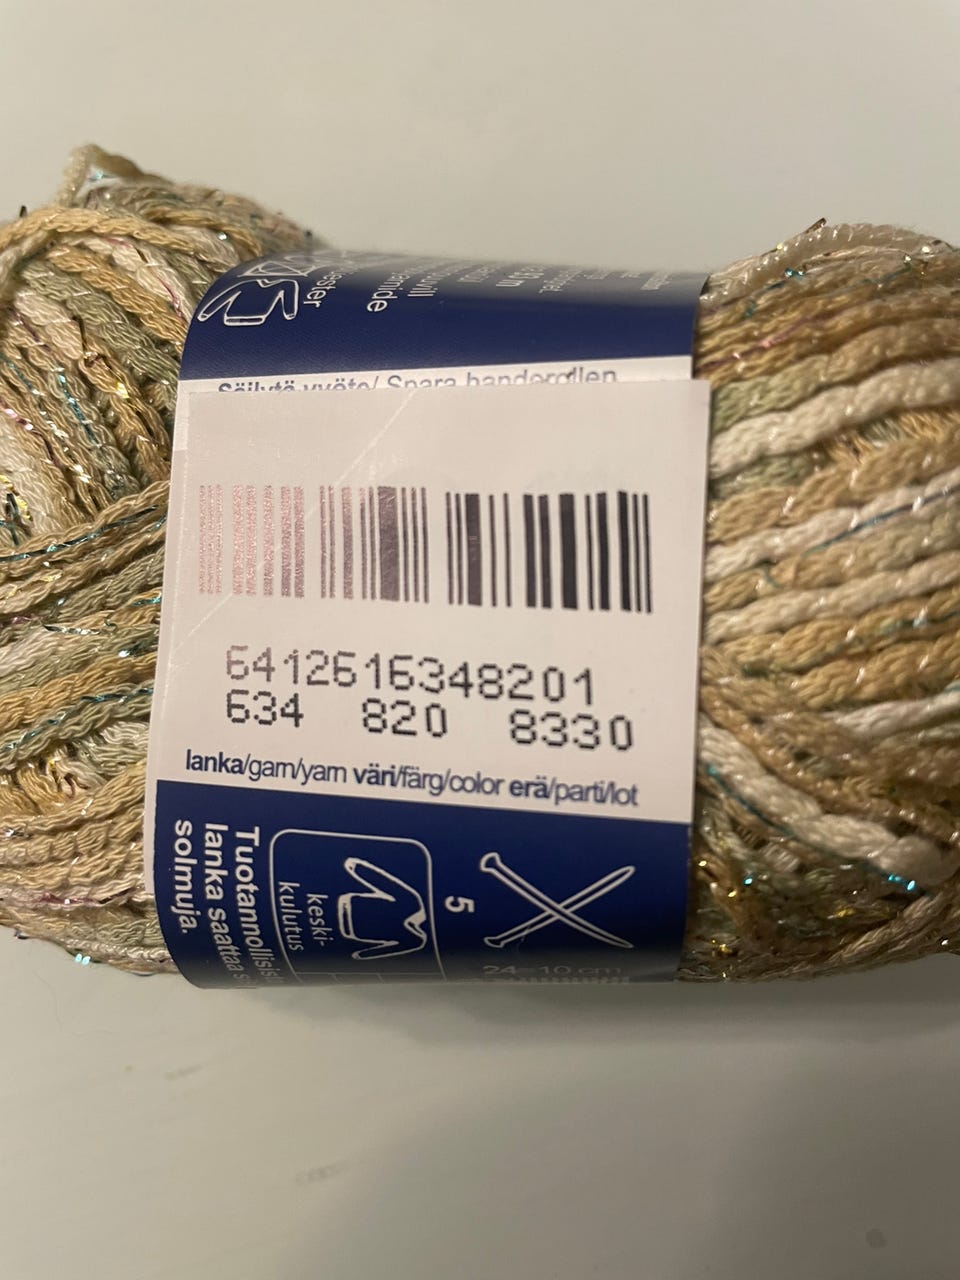 Säilytä vyöte/ Spara banderollen
6412616348201
634 820 8330
lanka/garn/yarn väri/färg/color erä/parti/lot
Tuotannollisis
lanka saattaa s
solmuja.
keski-
kulutus
5
24=10 cm